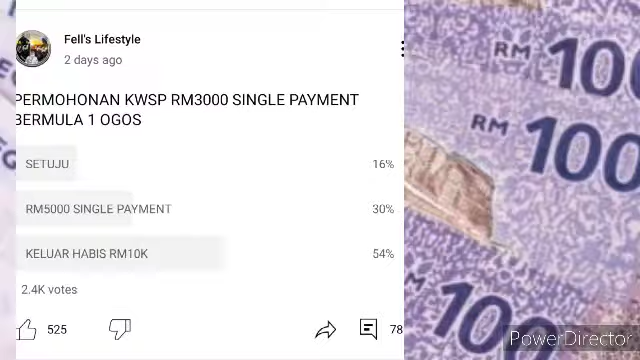 Fell's Lifestyle
2 days ago
PERMOHONAN KWSP RM3000 SINGLE PAYMENT
BERMULA 1 OGOS
SETUJU 16%
RM5000 SINGLE PAYMENT 30%
KELUAR HABIS RM10K 54%
2.4K votes
525 78
RM 100
RM 100
RM 100
PowerDirector